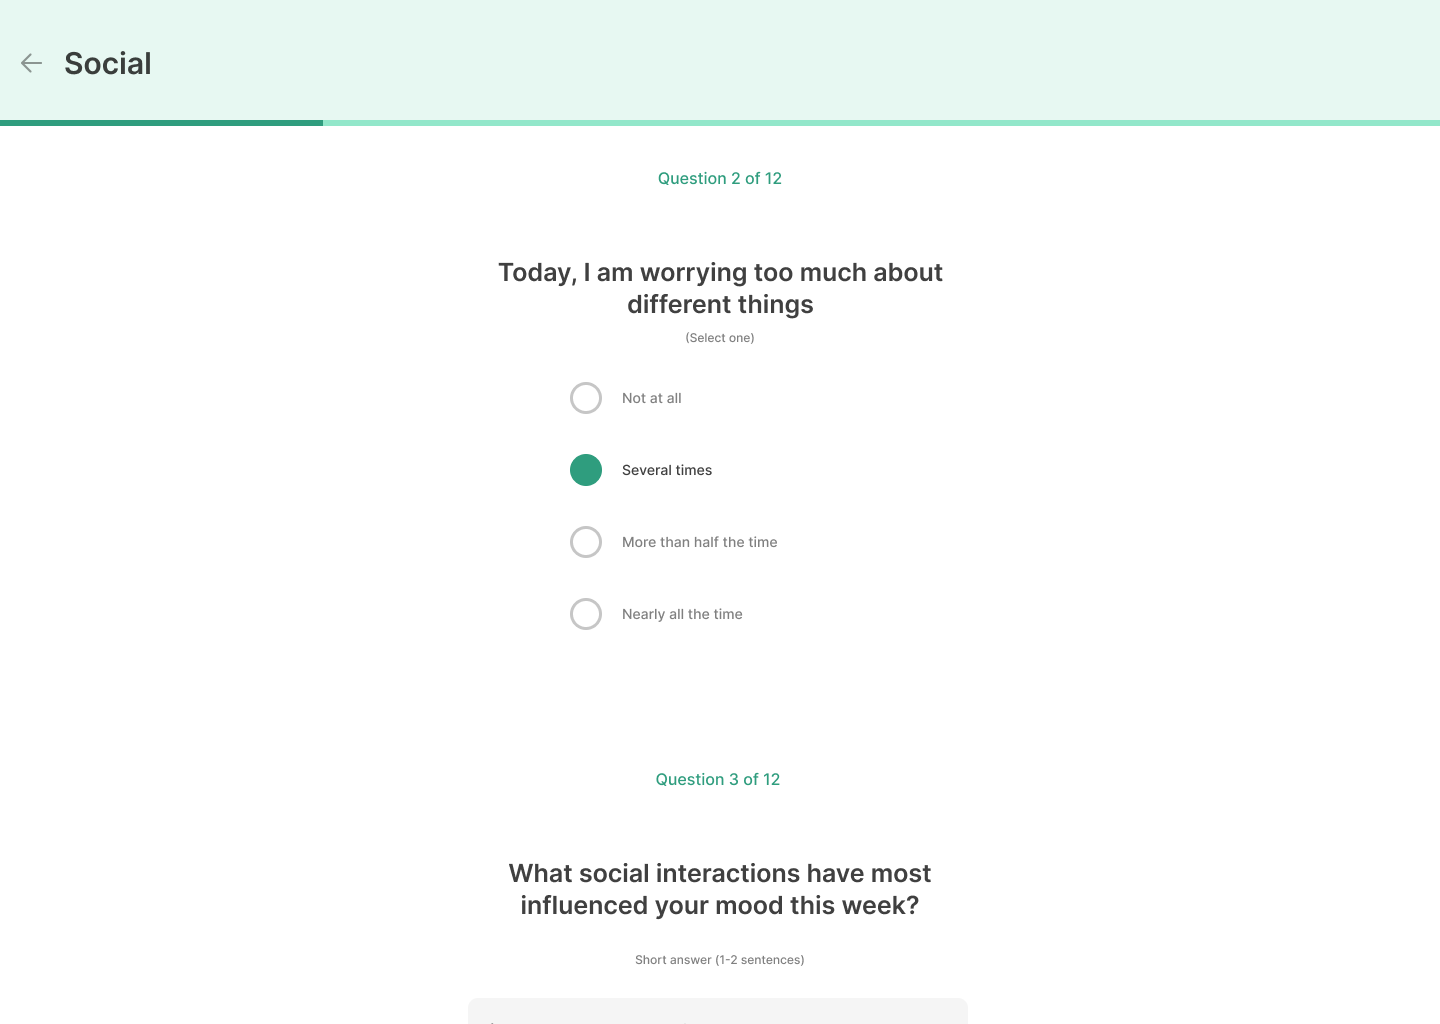 Social
Question 2 of 12
Today, I am worrying too much about
different things
(Select one)
Not at all
Several times
More than half the time
Nearly all the time
Question 3 of 12
What social interactions have most
influenced your mood this week?
Short answer (1-2 sentences)